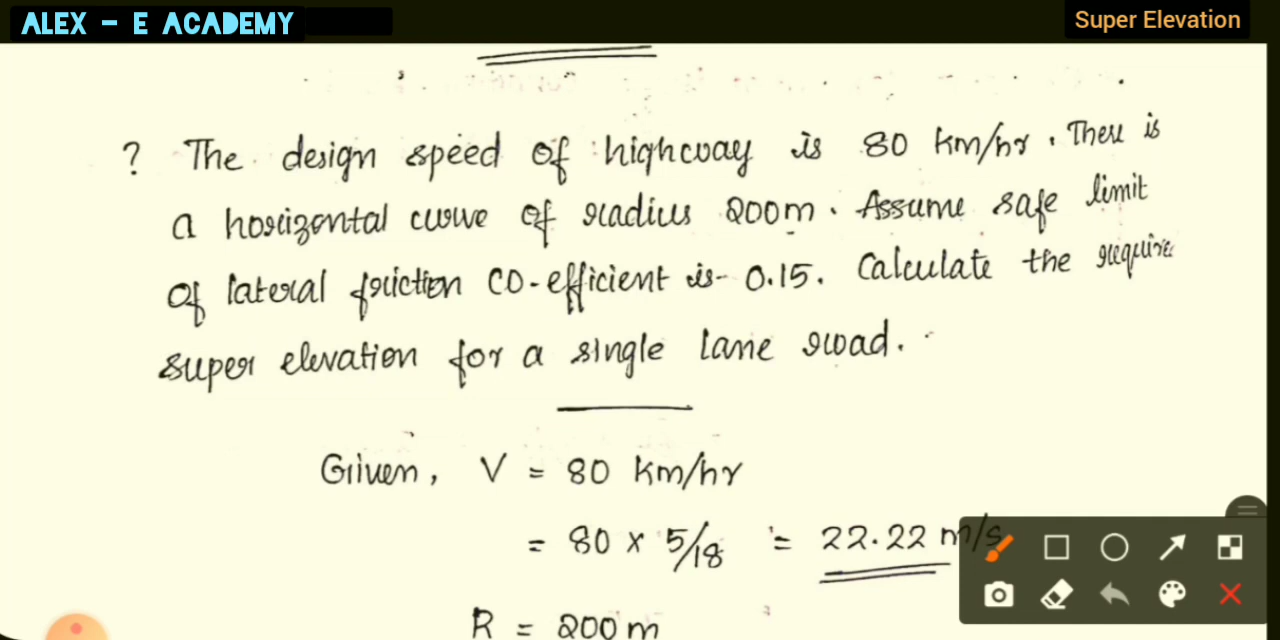 ALEX - E ACADEMY
Super Elevation
? The design speed of highway is 80 km/hr. There is
a horizontal curve of radius 200m. Assume safe limit
of lateral friction co-efficient is 0.15. Calculate the require
super elevation for a single lane road.
Given, V = 80 km/hr
= 80 x 5/18 = 22.22 m/s
R = 200m